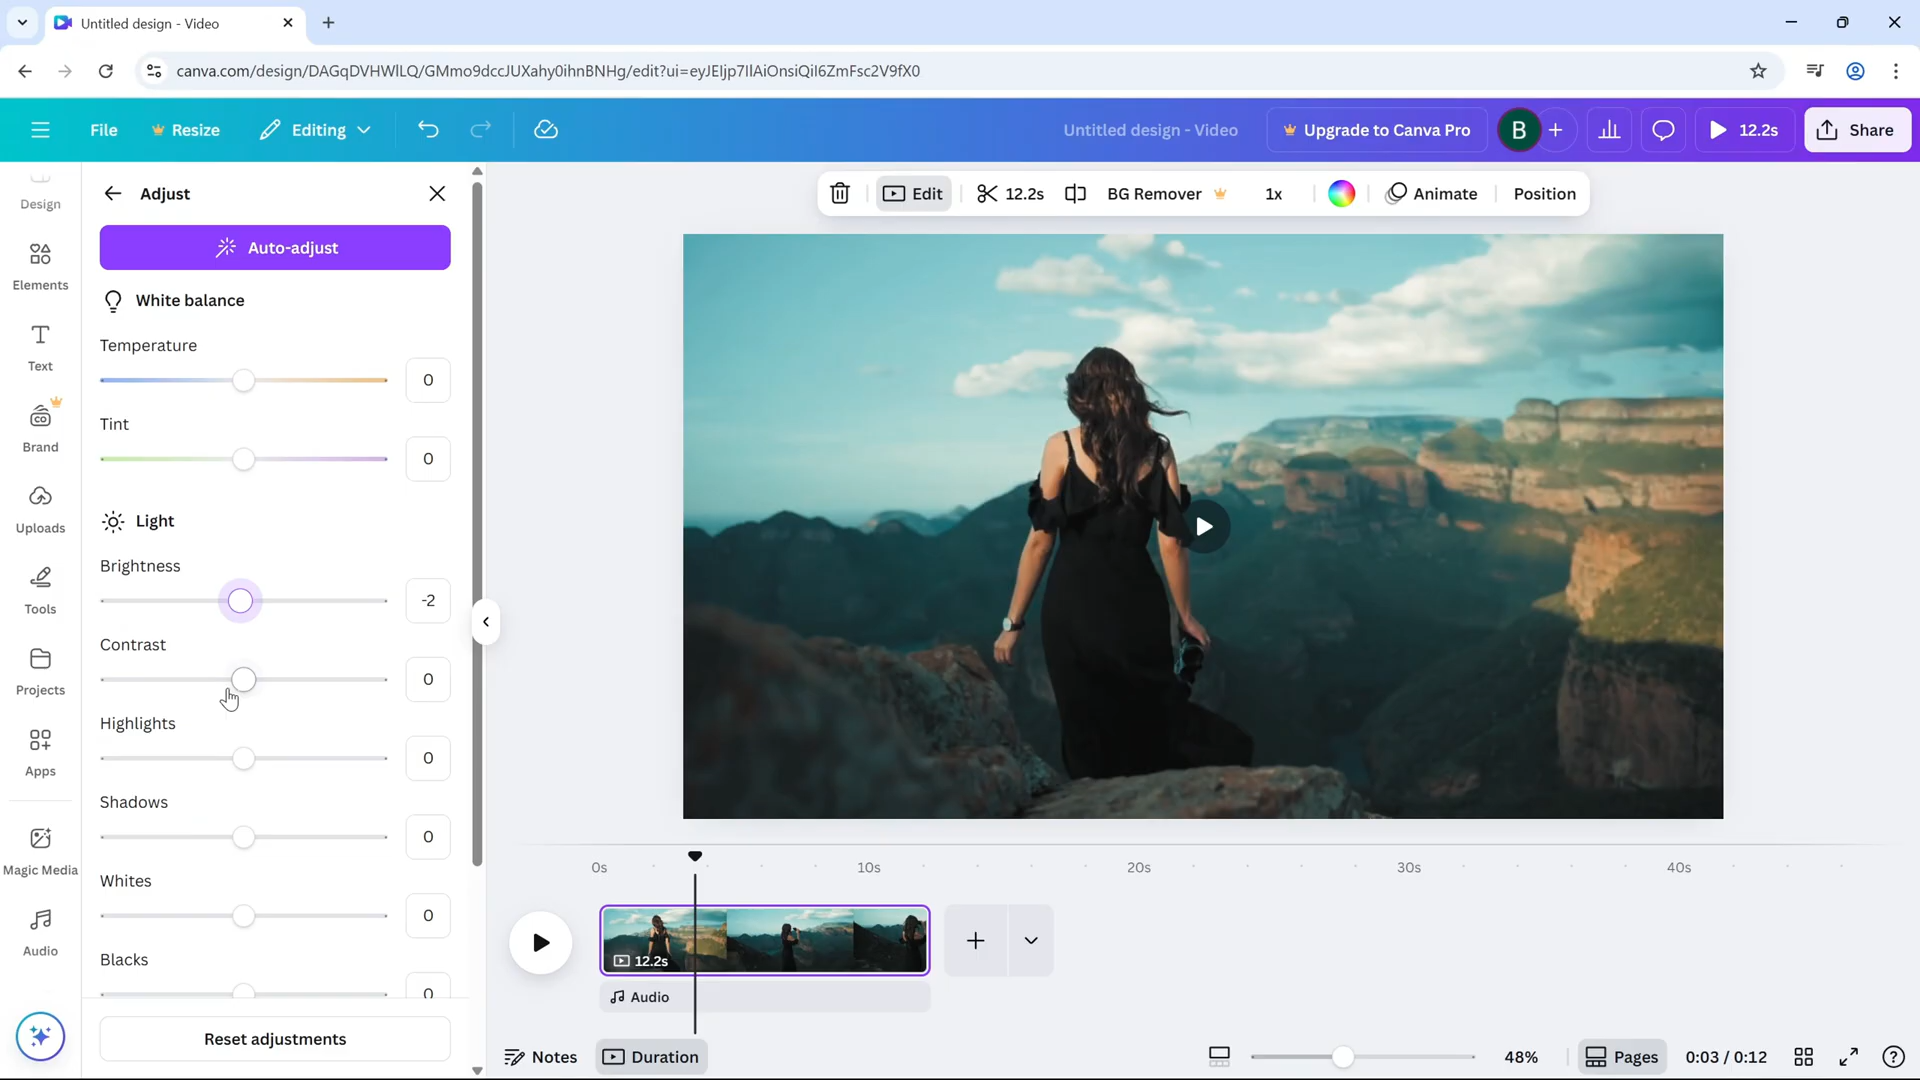 Untitled design - Video
canva.com/design/DAGqDVHWlLQ/GMmo9dccJUXahy0ihnBNHg/edit?ui=eyJEIjp7IlAiOnsiQiI6ZmFsc2V9fX0
File
Resize
Editing
Untitled design - Video
Upgrade to Canva Pro
B
12.2s
Share
Design
Elements
Text
Brand
Uploads
Tools
Projects
Apps
Magic Media
Audio
Adjust
Auto-adjust
White balance
Temperature
0
Tint
0
Light
Brightness
-2
Contrast
0
Highlights
0
Shadows
0
Whites
0
Blacks
0
Reset adjustments
Edit
12.2s
BG Remover
1x
Animate
Position
0s
10s
20s
30s
40s
12.2s
Audio
Notes
Duration
48%
Pages
0:03 / 0:12